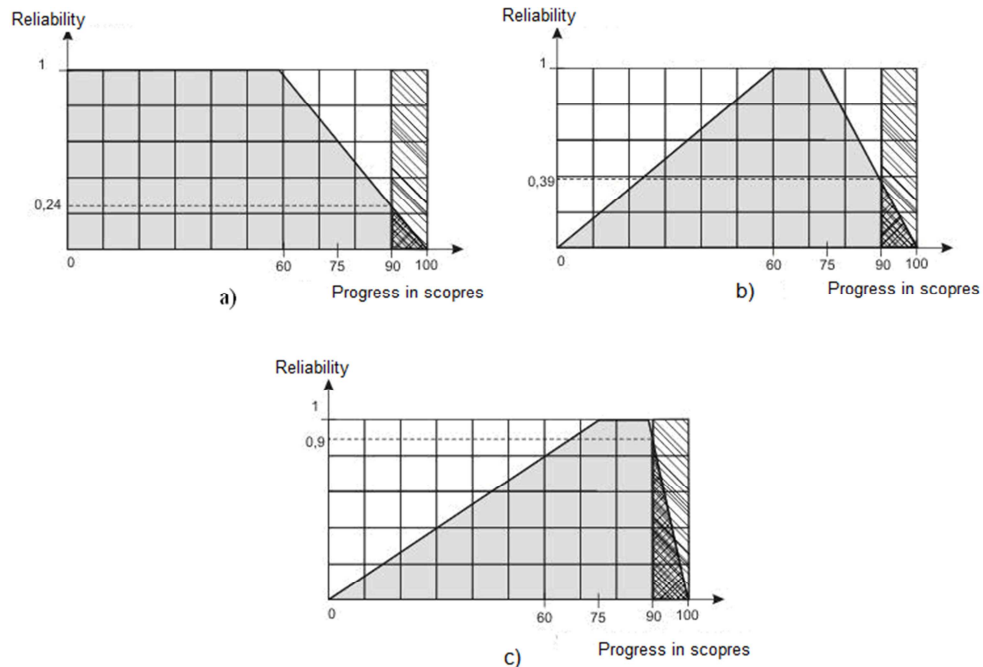 Reliability
1
0,24
0
60
75
90
100
Progress in scopres
a)
Reliability
1
0,39
0
60
75
90
100
Progress in scopres
b)
Reliability
1
0,9
0
60
75
90
100
Progress in scopres
c)